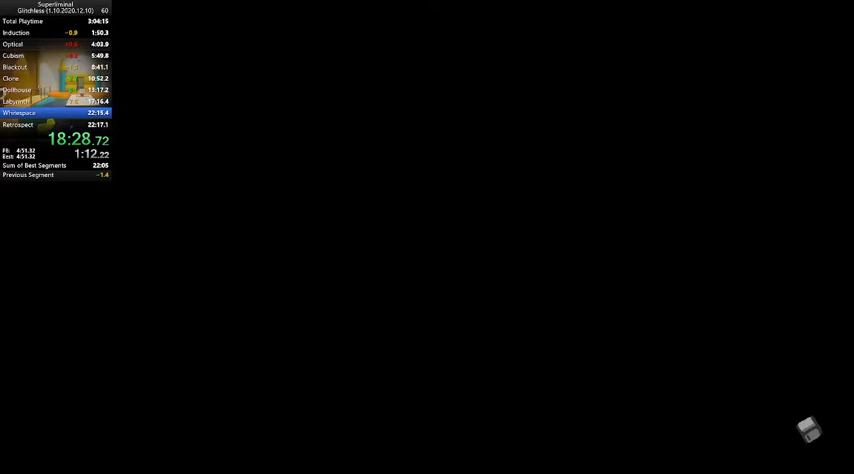 Superliminal
Glitchless (1.10.2020.12.10) 60
Total Playtime 3:04:15
Induction −0.9 1:50.3
Optical 4:03.9
Cubism 5:49.8
Blackout 8:41.1
Clone 10:52.2
Dollhouse 13:17.2
Labyrinth 17:16.4
Whitespace 22:15.4
Retrospect 22:17.1
18:28.72
PB: 4:51.32
Best: 4:51.32
1:12.22
Sum of Best Segments 22:05
Previous Segment −1.4